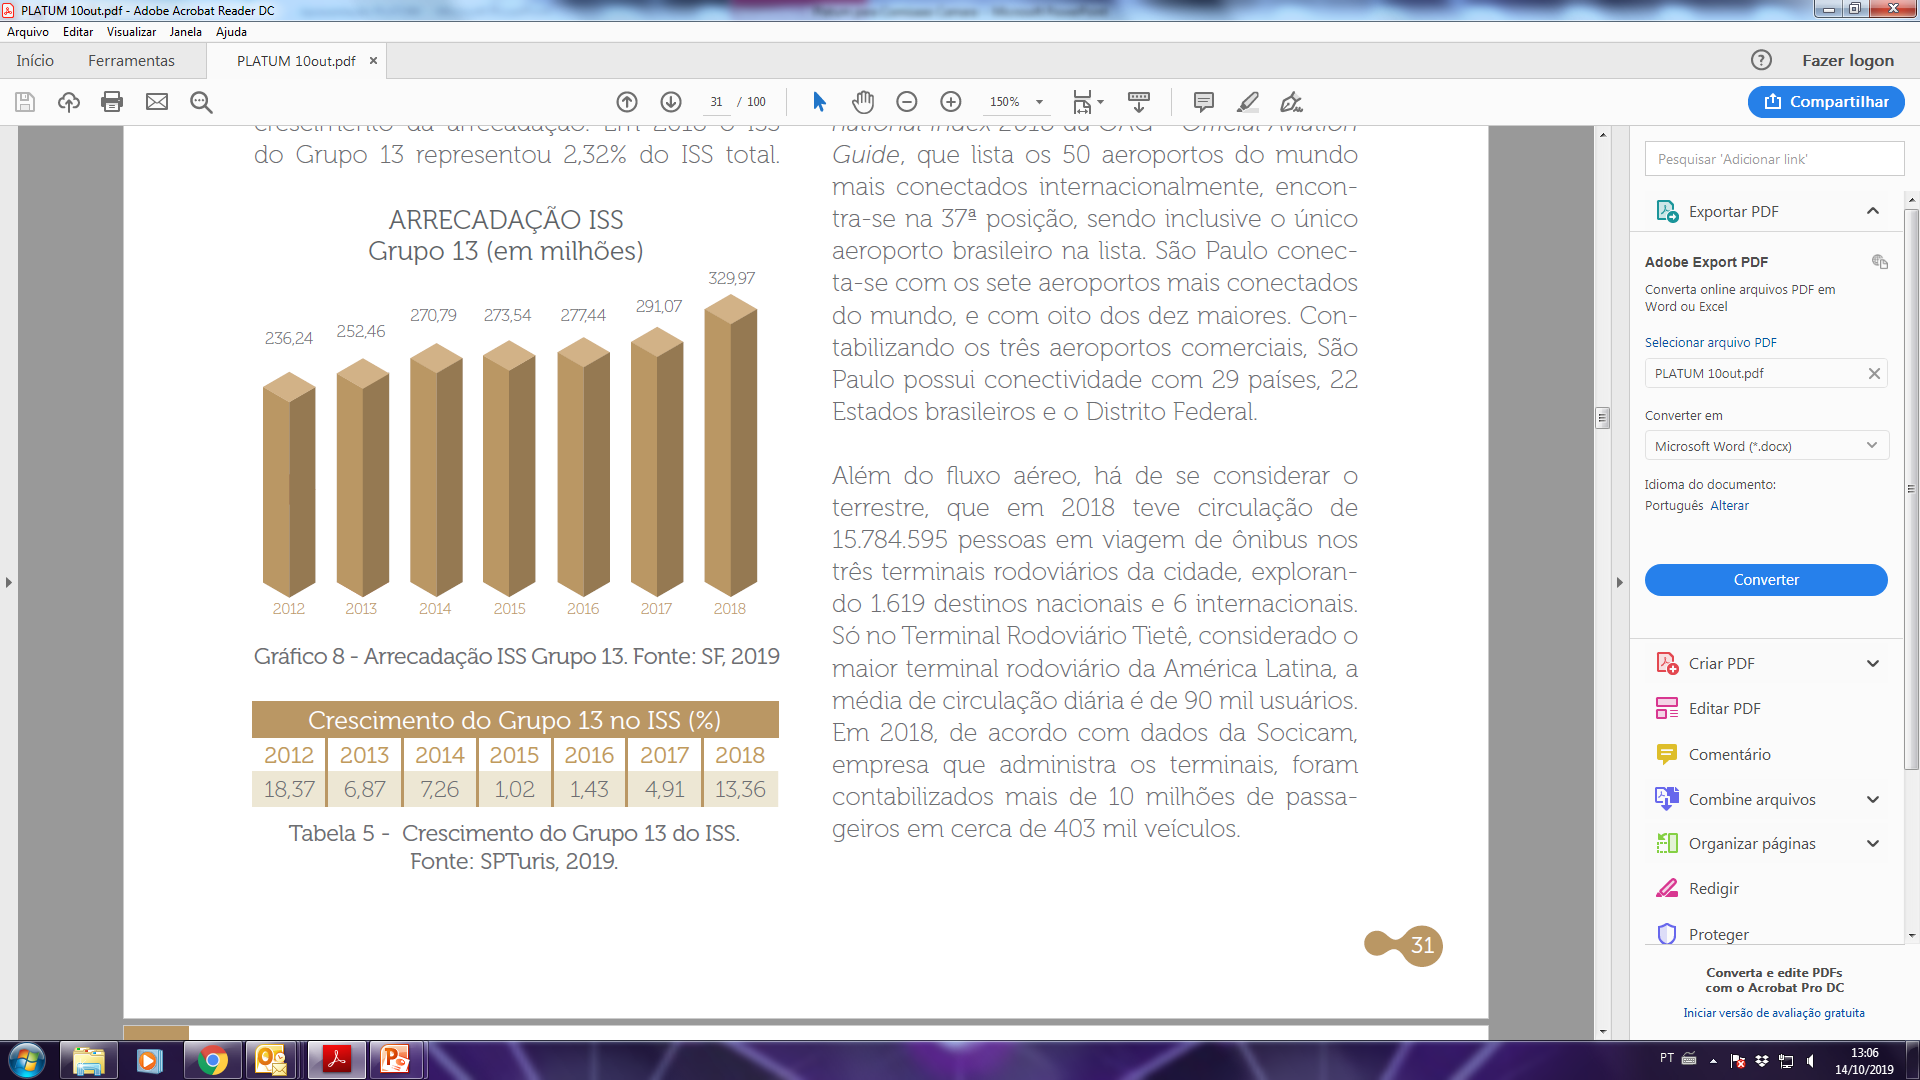 PLATUM 10out.pdf - Adobe Acrobat Reader DC
Arquivo Editar Visualizar Janela Ajuda
Início Ferramentas PLATUM 10out.pdf × Fazer logon
31 / 100 150% Compartilhar
crescimento da arrecadação. Em 2018 o ISS
do Grupo 13 representou 2,32% do ISS total.
ARRECADAÇÃO ISS
Grupo 13 (em milhões)
236,24 252,46 270,79 273,54 277,44 291,07 329,97
2012 2013 2014 2015 2016 2017 2018
Gráfico 8 - Arrecadação ISS Grupo 13. Fonte: SF, 2019
Crescimento do Grupo 13 no ISS (%)
2012 2013 2014 2015 2016 2017 2018
18,37 6,87 7,26 1,02 1,43 4,91 13,36
Tabela 5 - Crescimento do Grupo 13 do ISS.
Fonte: SPTuris, 2019.
national Index 2018 da OAG - Official Aviation
Guide, que lista os 50 aeroportos do mundo
mais conectados internacionalmente, encon-
tra-se na 37ª posição, sendo inclusive o único
aeroporto brasileiro na lista. São Paulo conec-
ta-se com os sete aeroportos mais conectados
do mundo, e com oito dos dez maiores. Con-
tabilizando os três aeroportos comerciais, São
Paulo possui conectividade com 29 países, 22
Estados brasileiros e o Distrito Federal.
Além do fluxo aéreo, há de se considerar o
terrestre, que em 2018 teve circulação de
15.784.595 pessoas em viagem de ônibus nos
três terminais rodoviários da cidade, exploran-
do 1.619 destinos nacionais e 6 internacionais.
Só no Terminal Rodoviário Tietê, considerado o
maior terminal rodoviário da América Latina, a
média de circulação diária é de 90 mil usuários.
Em 2018, de acordo com dados da Socicam,
empresa que administra os terminais, foram
contabilizados mais de 10 milhões de passa-
geiros em cerca de 403 mil veículos.
31
Pesquisar 'Adicionar link'
Exportar PDF
Adobe Export PDF
Converta online arquivos PDF em
Word ou Excel
Selecionar arquivo PDF
PLATUM 10out.pdf
Converter em
Microsoft Word (*.docx)
Idioma do documento:
Português Alterar
Converter
Criar PDF
Editar PDF
Comentário
Combine arquivos
Organizar páginas
Redigir
Proteger
Converta e edite PDFs
com o Acrobat Pro DC
Iniciar versão de avaliação gratuita
PT
13:06
14/10/2019